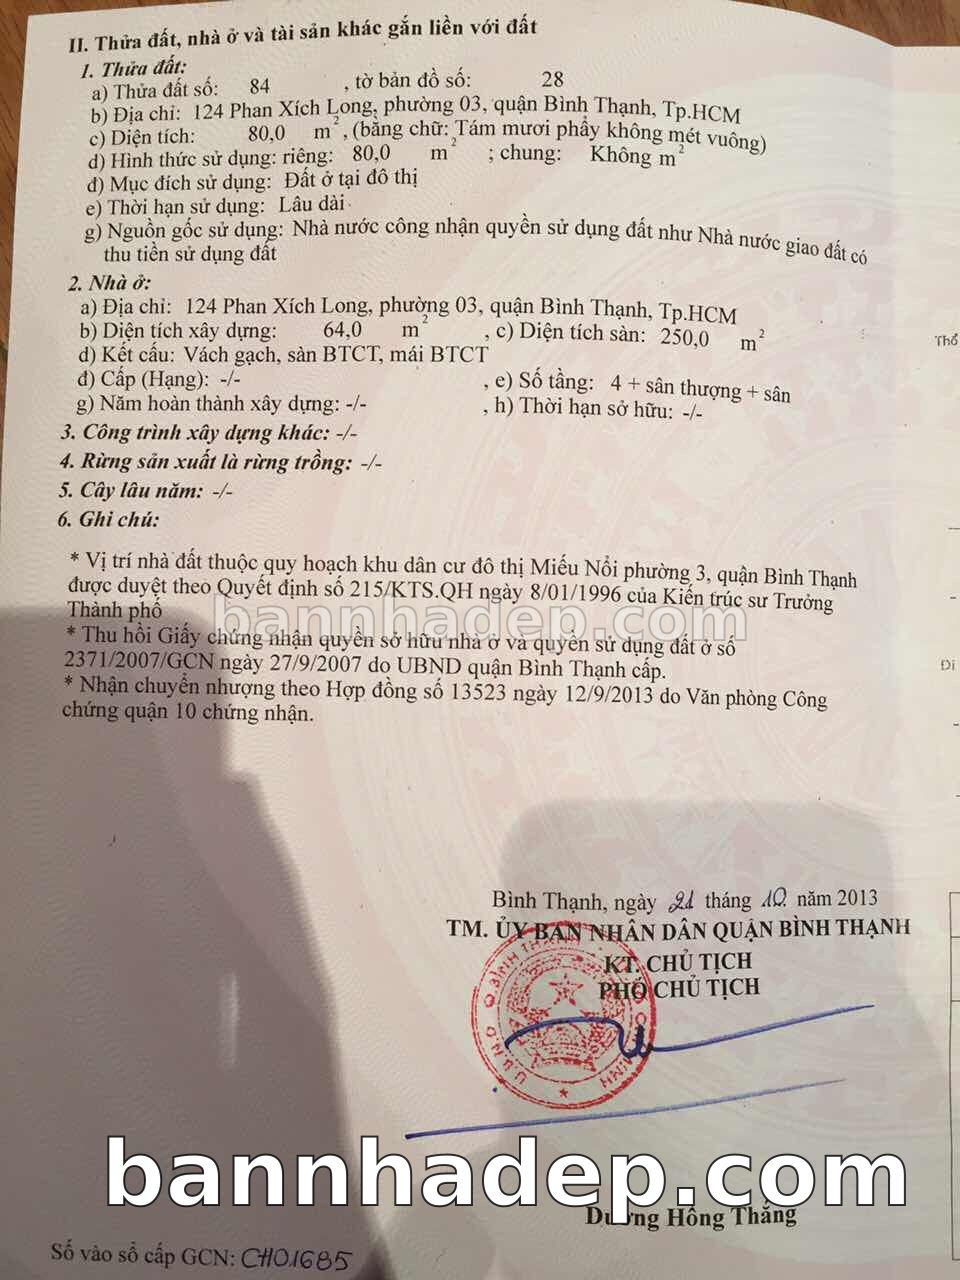 II. Thửa đất, nhà ở và tài sản khác gắn liền với đất
1. Thửa đất:
a) Thửa đất số: 84 , tờ bản đồ số: 28
b) Địa chỉ: 124 Phan Xích Long, phường 03, quận Bình Thạnh, Tp.HCM
c) Diện tích: 80,0 m², (bằng chữ: Tám mươi phẩy không mét vuông)
d) Hình thức sử dụng: riêng: 80,0 m² ; chung: Không m²
đ) Mục đích sử dụng: Đất ở tại đô thị
e) Thời hạn sử dụng: Lâu dài
g) Nguồn gốc sử dụng: Nhà nước công nhận quyền sử dụng đất như Nhà nước giao đất có
thu tiền sử dụng đất
2. Nhà ở:
a) Địa chỉ: 124 Phan Xích Long, phường 03, quận Bình Thạnh, Tp.HCM
b) Diện tích xây dựng: 64,0 m² , c) Diện tích sàn: 250,0 m²
d) Kết cấu: Vách gạch, sàn BTCT, mái BTCT
đ) Cấp (Hạng): -/- , e) Số tầng: 4 + sân thượng + sân
g) Năm hoàn thành xây dựng: -/- , h) Thời hạn sở hữu: -/-
3. Công trình xây dựng khác: -/-
4. Rừng sản xuất là rừng trồng: -/-
5. Cây lâu năm: -/-
6. Ghi chú:
* Vị trí nhà đất thuộc quy hoạch khu dân cư đô thị Miếu Nổi phường 3, quận Bình Thạnh
được duyệt theo Quyết định số 215/KTS.QH ngày 8/01/1996 của Kiến trúc sư Trưởng
Thành phố
bannhadep.com
* Thu hồi Giấy chứng nhận quyền sở hữu nhà ở và quyền sử dụng đất ở số
2371/2007/GCN ngày 27/9/2007 do UBND quận Bình Thạnh cấp.
* Nhận chuyển nhượng theo Hợp đồng số 13523 ngày 12/9/2013 do Văn phòng Công
chứng quận 10 chứng nhận.
Thổ
Đi
Bình Thạnh, ngày 21 tháng 10 năm 2013
TM. ỦY BAN NHÂN DÂN QUẬN BÌNH THẠNH
KT. CHỦ TỊCH
PHÓ CHỦ TỊCH
U.B.N.D Q.BÌNH THẠNH
bannhadep.com
Dương Hồng Thắng
Số vào sổ cấp GCN: CH01685